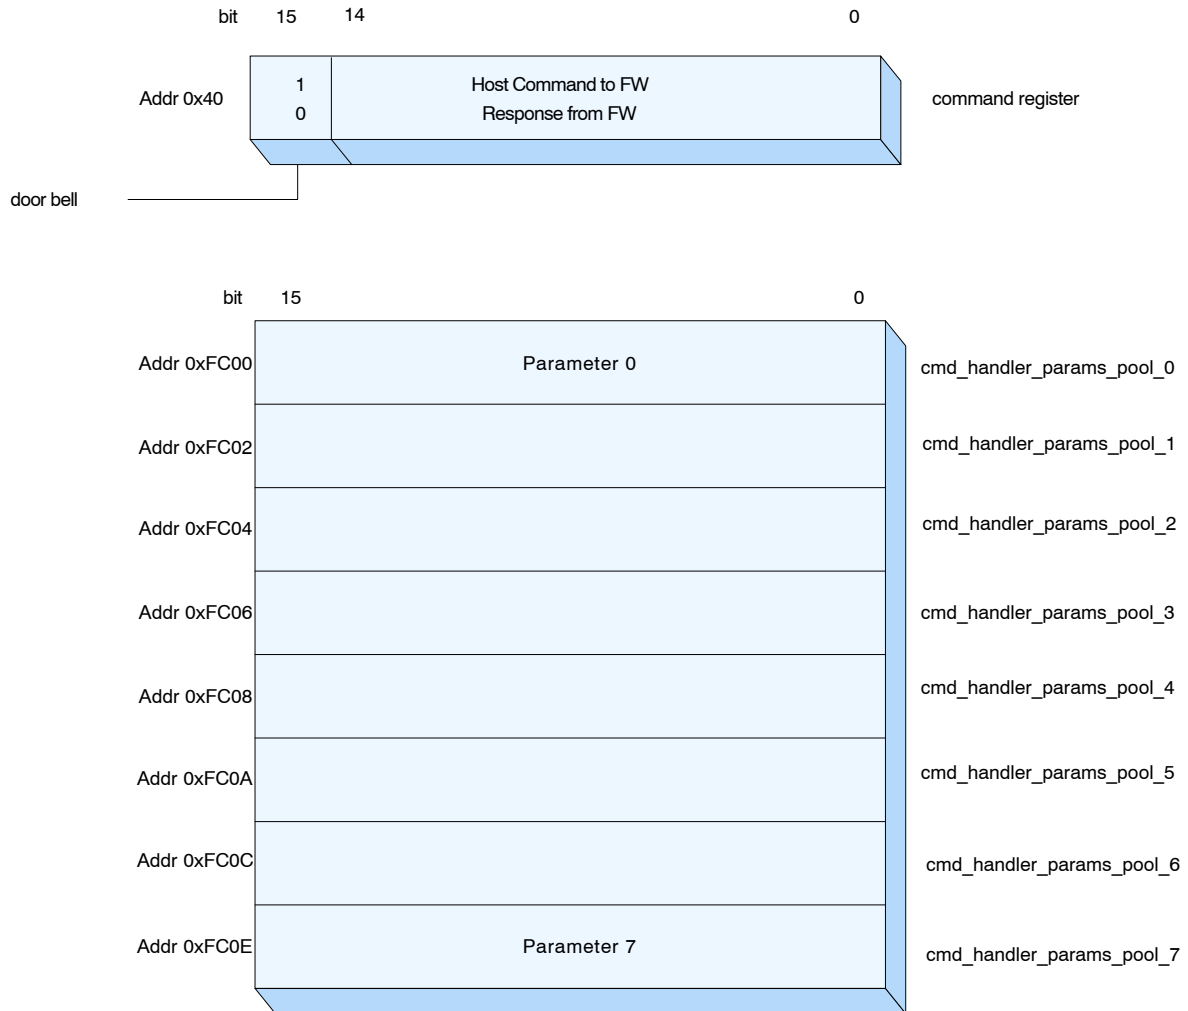 bit 15 14 0
Addr 0x40 1 Host Command to FW command register
0 Response from FW
door bell
bit 15 0
Addr 0xFC00 Parameter 0 cmd_handler_params_pool_0
Addr 0xFC02 cmd_handler_params_pool_1
Addr 0xFC04 cmd_handler_params_pool_2
Addr 0xFC06 cmd_handler_params_pool_3
Addr 0xFC08 cmd_handler_params_pool_4
Addr 0xFC0A cmd_handler_params_pool_5
Addr 0xFC0C cmd_handler_params_pool_6
Addr 0xFC0E Parameter 7 cmd_handler_params_pool_7